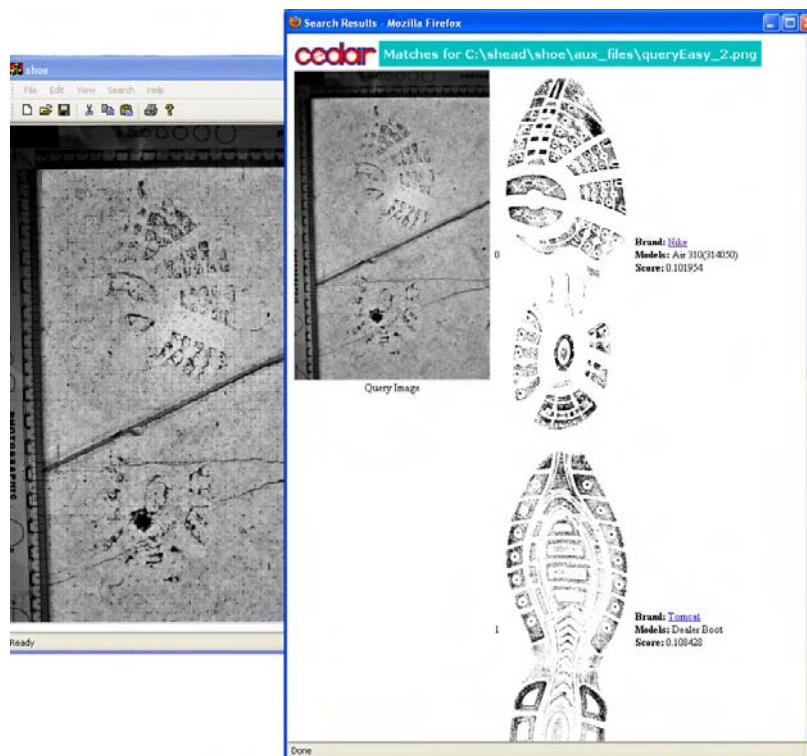 shoe
File Edit View Search Help
Ready
Search Results - Mozilla Firefox
cedar
Matches for C:\shead\shoe\aux_files\queryEasy_2.png
Query Image
0
Brand: Nike
Models: Air 310(314050)
Score: 0.101954
1
Brand: Tomcat
Models: Dealer Boot
Score: 0.108428
Done